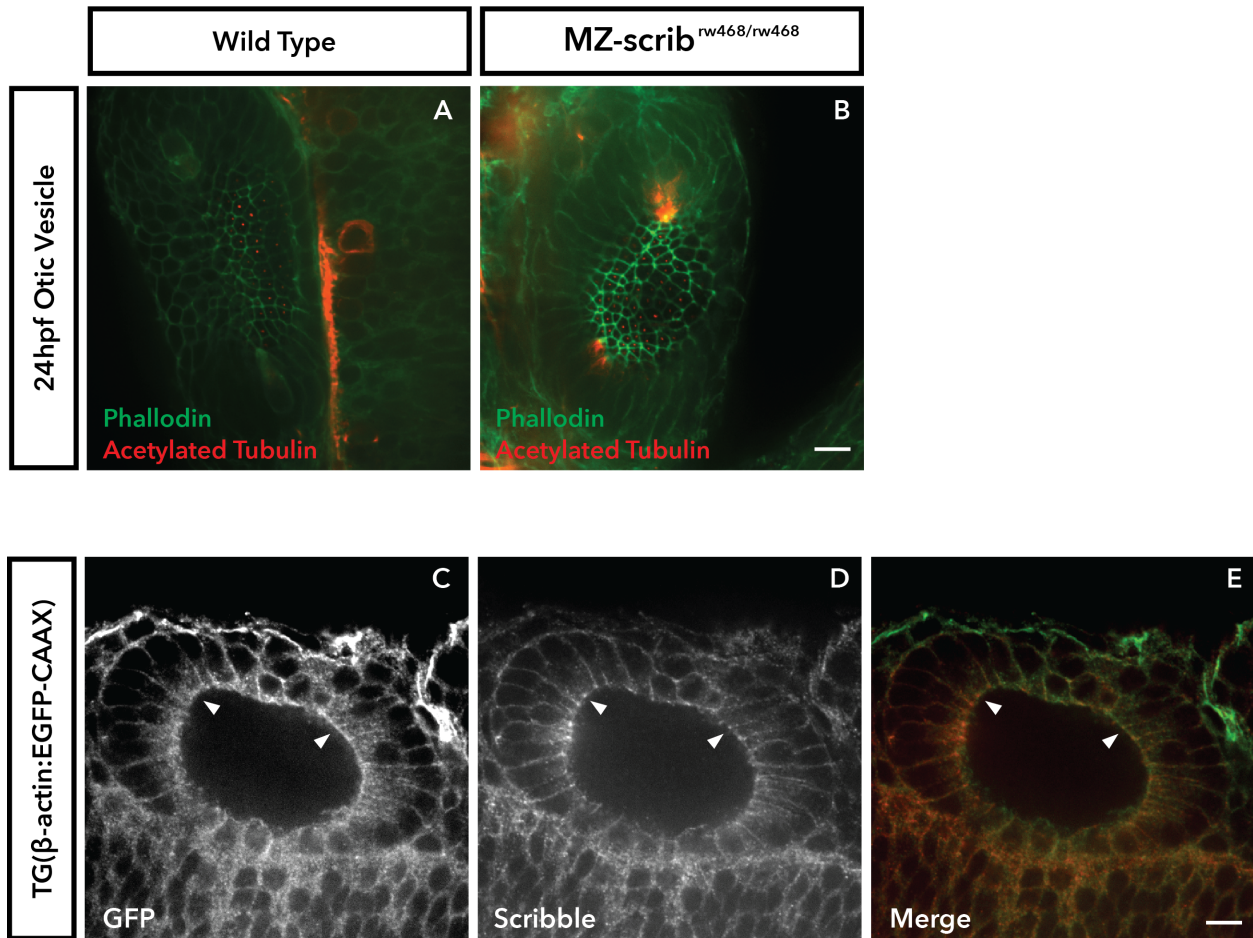 Wild Type
MZ-scrib rw468/rw468
24hpf Otic Vesicle
A
Phallodin
Acetylated Tubulin
B
Phallodin
Acetylated Tubulin
TG(β-actin:EGFP-CAAX)
C
GFP
D
Scribble
E
Merge